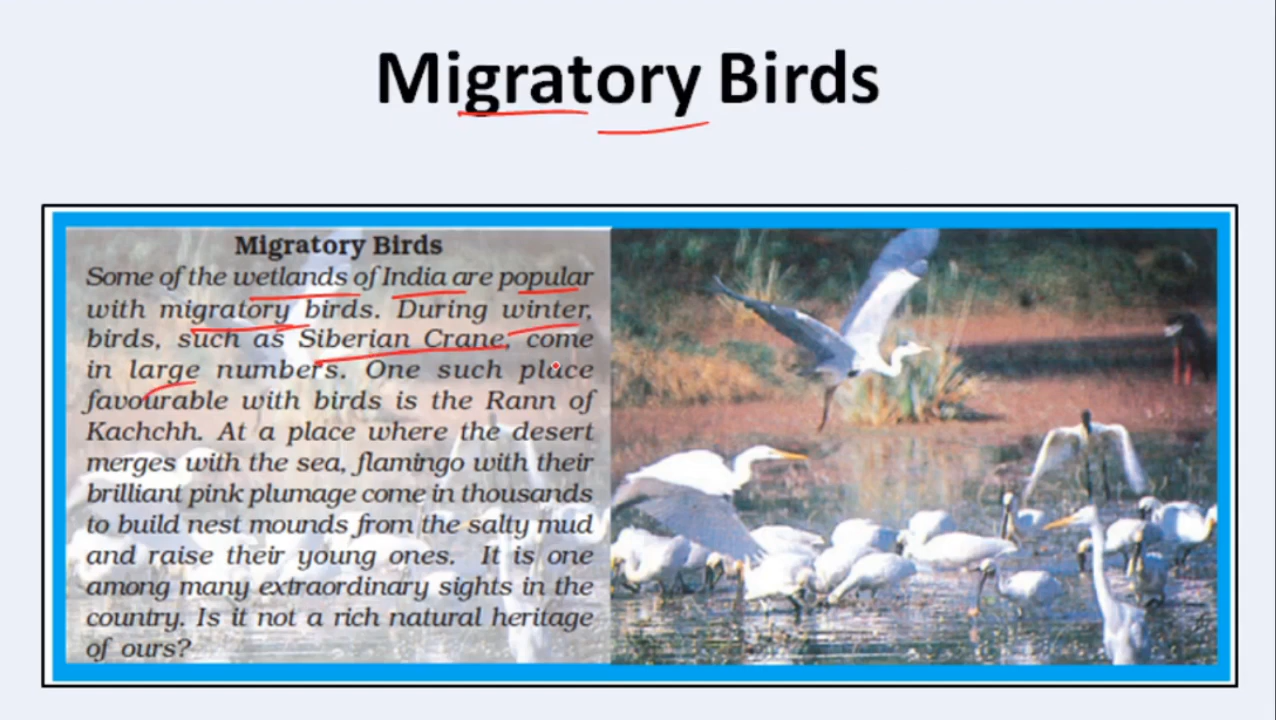 Migratory Birds
Migratory Birds
Some of the wetlands of India are popular
with migratory birds. During winter,
birds, such as Siberian Crane, come
in large numbers. One such place
favourable with birds is the Rann of
Kachchh. At a place where the desert
merges with the sea, flamingo with their
brilliant pink plumage come in thousands
to build nest mounds from the salty mud
and raise their young ones. It is one
among many extraordinary sights in the
country. Is it not a rich natural heritage
of ours?